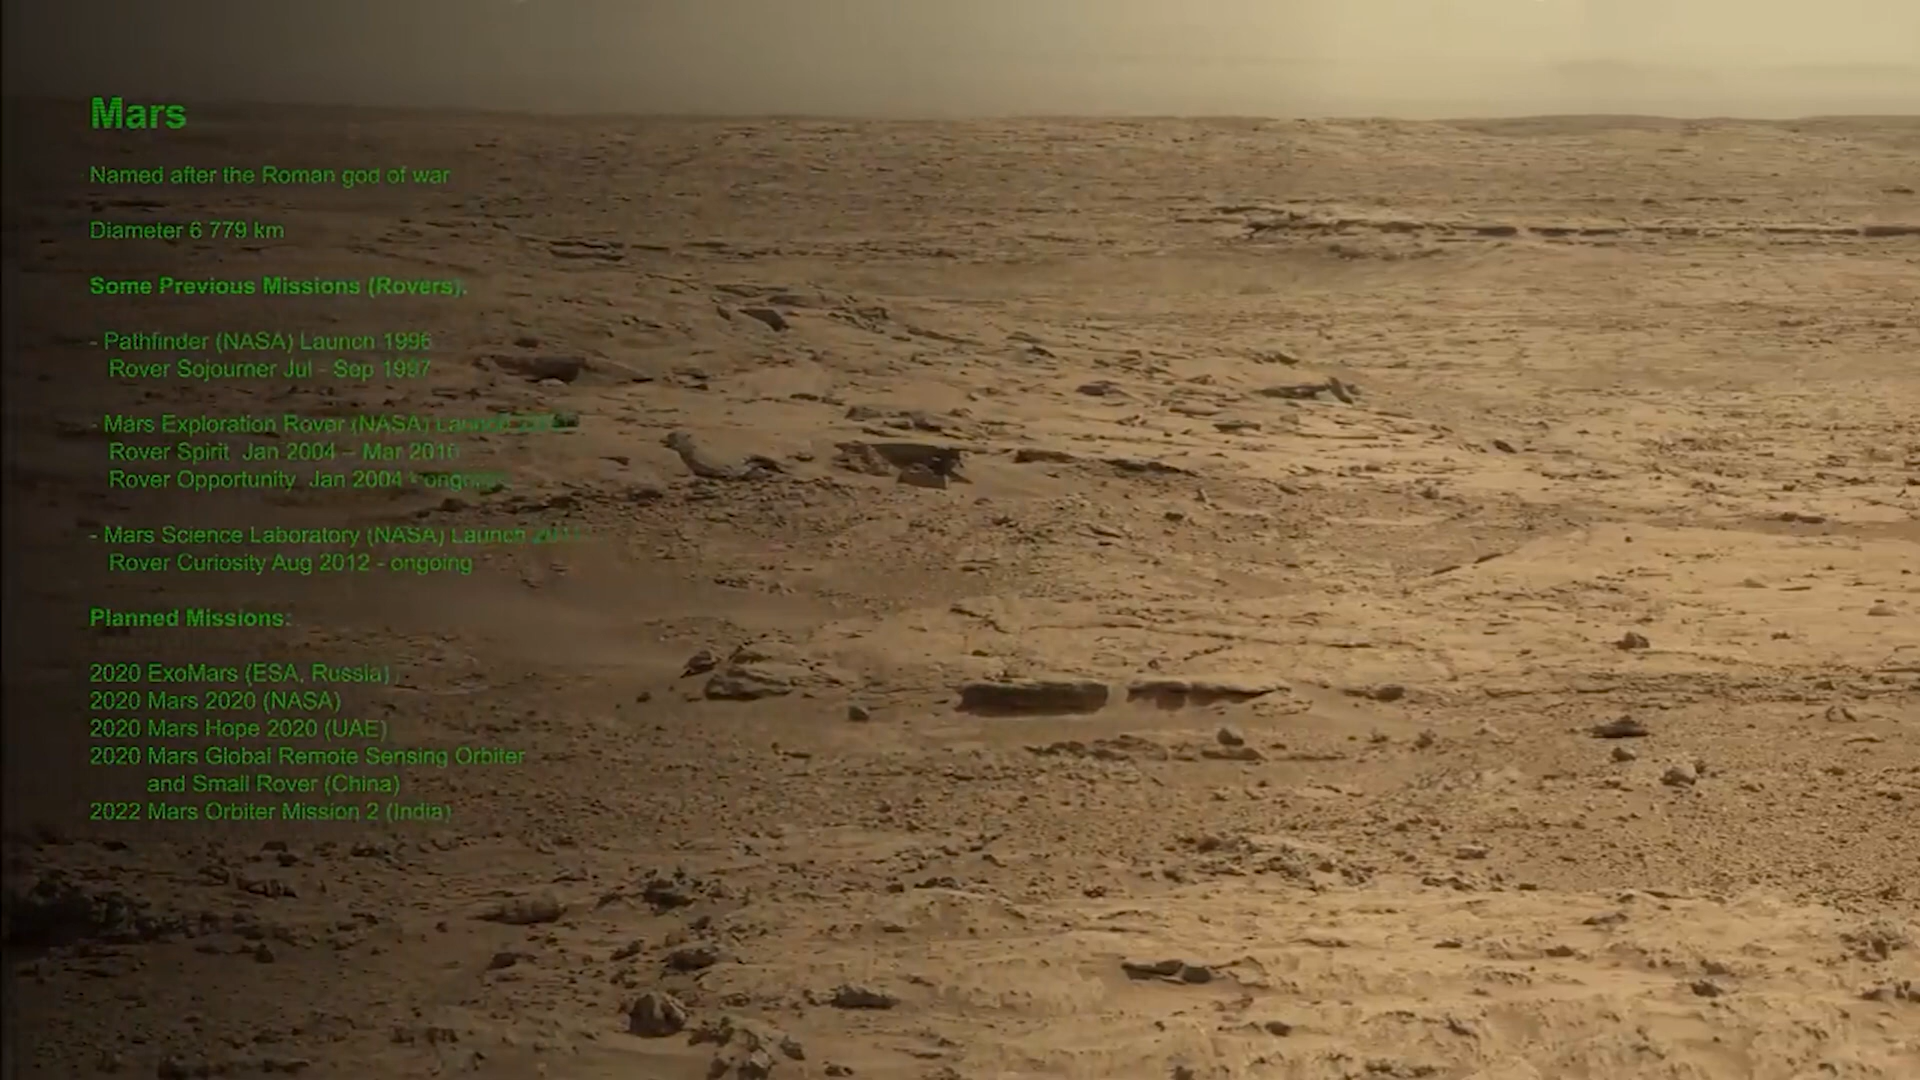 Mars
Named after the Roman god of war
Diameter 6 779 km
Some Previous Missions (Rovers).
- Pathfinder (NASA) Launch 1996
Rover Sojourner Jul - Sep 1997
- Mars Exploration Rover (NASA) Launch
Rover Spirit Jan 2004 – Mar 2010
Rover Opportunity Jan 2004 - ongoing
- Mars Science Laboratory (NASA) Launch 2011
Rover Curiosity Aug 2012 - ongoing
Planned Missions:
2020 ExoMars (ESA, Russia)
2020 Mars 2020 (NASA)
2020 Mars Hope 2020 (UAE)
2020 Mars Global Remote Sensing Orbiter
and Small Rover (China)
2022 Mars Orbiter Mission 2 (India)